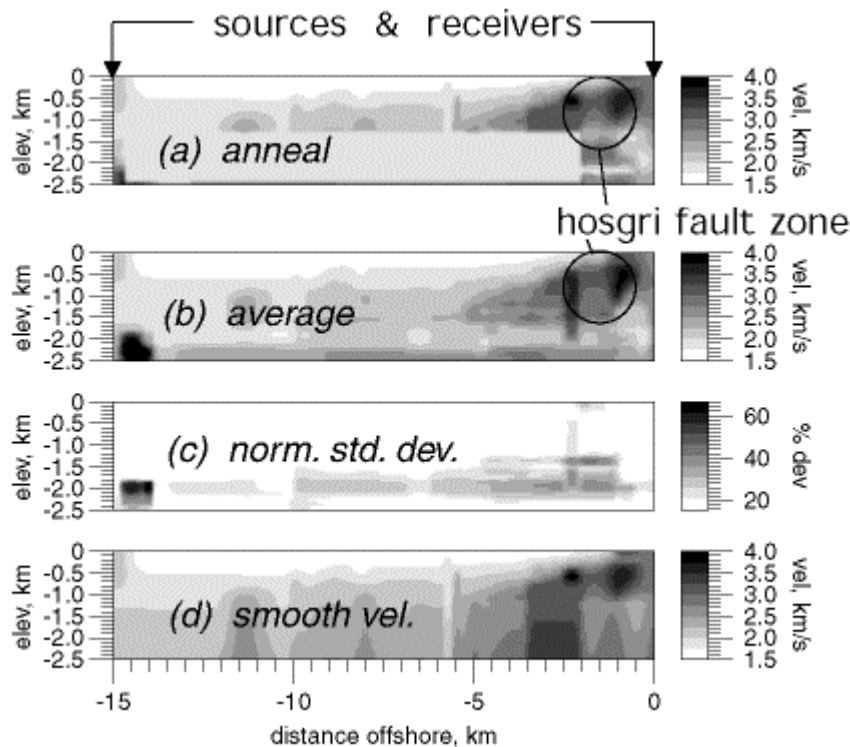 sources & receivers
0
-0.5
-1.0
-1.5
-2.0
-2.5
elev, km
(a) anneal
4.0
3.5
3.0
2.5
2.0
1.5
vel, km/s
hosgri fault zone
0
-0.5
-1.0
-1.5
-2.0
-2.5
elev, km
(b) average
4.0
3.5
3.0
2.5
2.0
1.5
vel, km/s
0
-0.5
-1.0
-1.5
-2.0
-2.5
elev, km
(c) norm. std. dev.
60
40
20
% dev
0
-0.5
-1.0
-1.5
-2.0
-2.5
elev, km
(d) smooth vel.
4.0
3.5
3.0
2.5
2.0
1.5
vel, km/s
-15 -10 -5 0
distance offshore, km